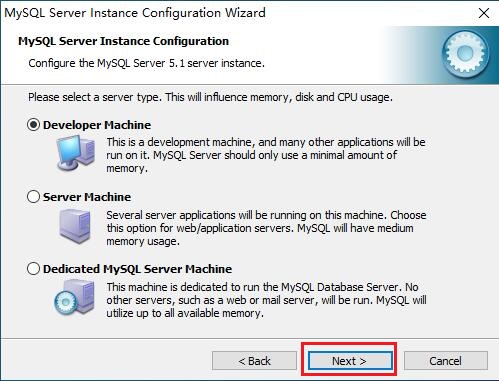 MySQL Server Instance Configuration Wizard
MySQL Server Instance Configuration
Configure the MySQL Server 5.1 server instance.
Please select a server type. This will influence memory, disk and CPU usage.
Developer Machine
This is a development machine, and many other applications will be
run on it. MySQL Server should only use a minimal amount of
memory.
Server Machine
Several server applications will be running on this machine. Choose
this option for web/application servers. MySQL will have medium
memory usage.
Dedicated MySQL Server Machine
This machine is dedicated to run the MySQL Database Server. No
other servers, such as a web or mail server, will be run. MySQL will
utilize up to all available memory.
< Back Next > Cancel